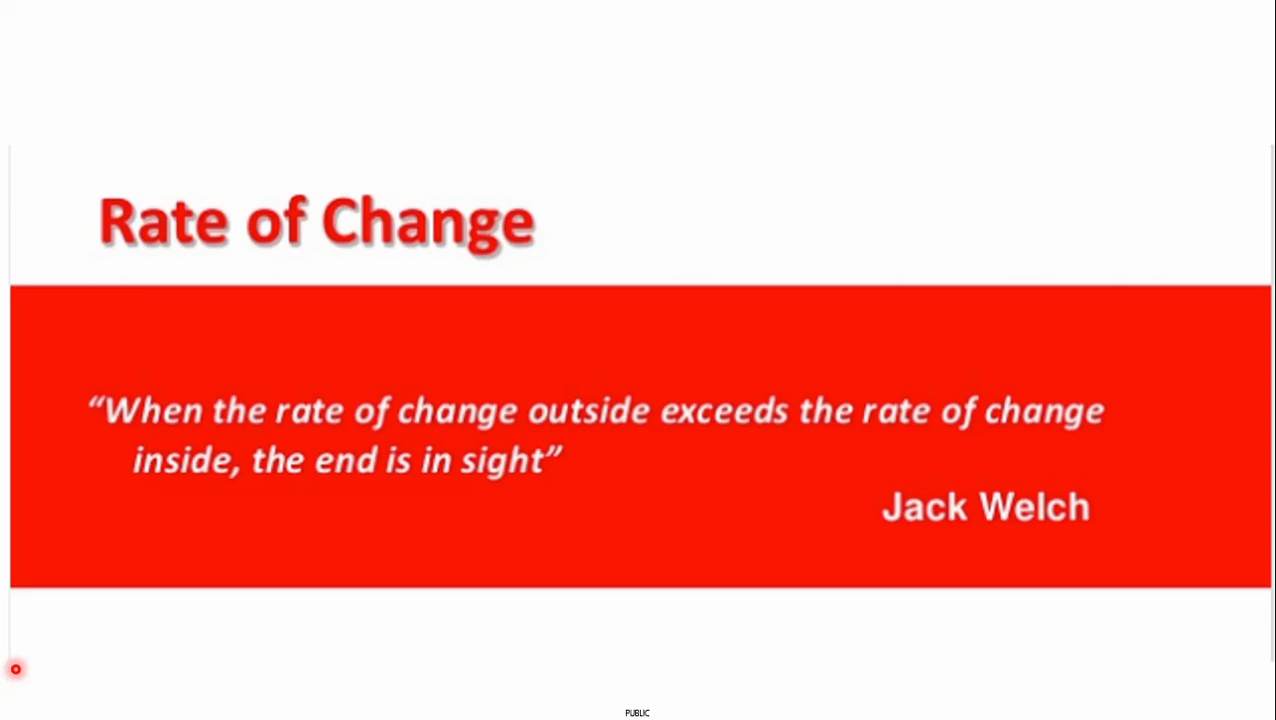 Rate of Change
“When the rate of change outside exceeds the rate of change
inside, the end is in sight”
Jack Welch
PUBLIC